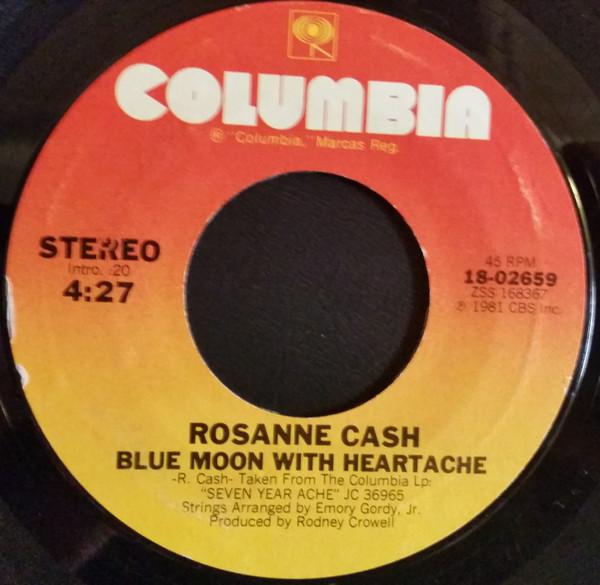 COLUMBIA
® "Columbia," Marcas Reg.
STEREO
Intro. :20
4:27
45 RPM
18-02659
ZSS 168367
℗ 1981 CBS Inc.
ROSANNE CASH
BLUE MOON WITH HEARTACHE
-R. Cash- Taken From The Columbia Lp:
"SEVEN YEAR ACHE" JC 36965
Strings Arranged by Emory Gordy, Jr.
Produced by Rodney Crowell